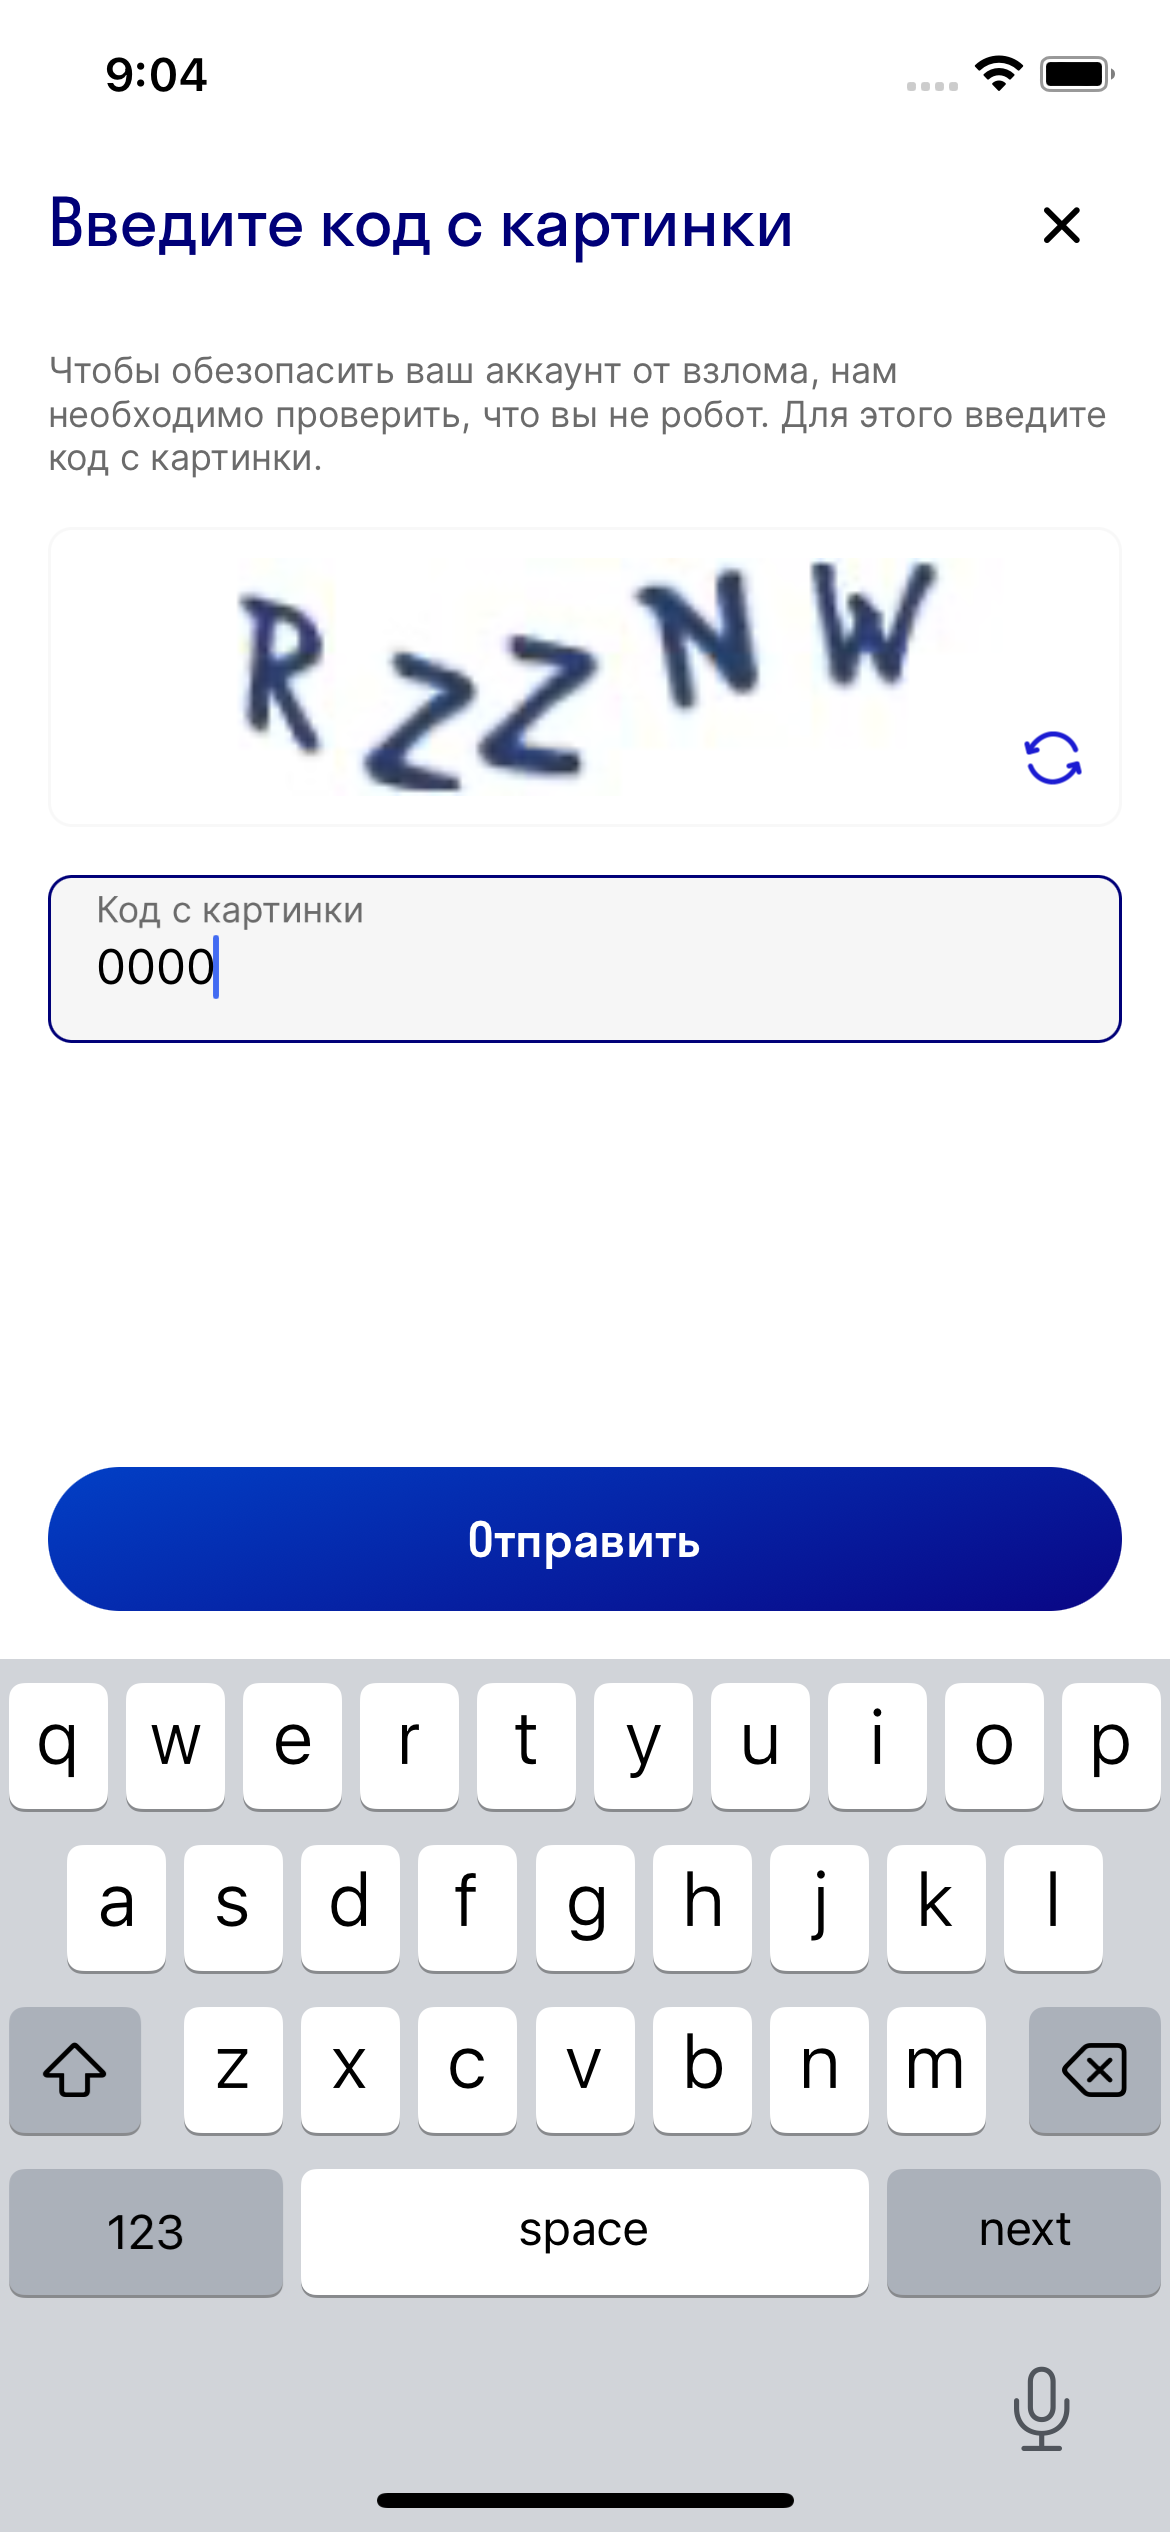 9:04
Введите код с картинки
Чтобы обезопасить ваш аккаунт от взлома, нам
необходимо проверить, что вы не робот. Для этого введите
код с картинки.
RZZNW
Код с картинки
0000
Отправить
q w e r t y u i o p
a s d f g h j k l
z x c v b n m
123 space next